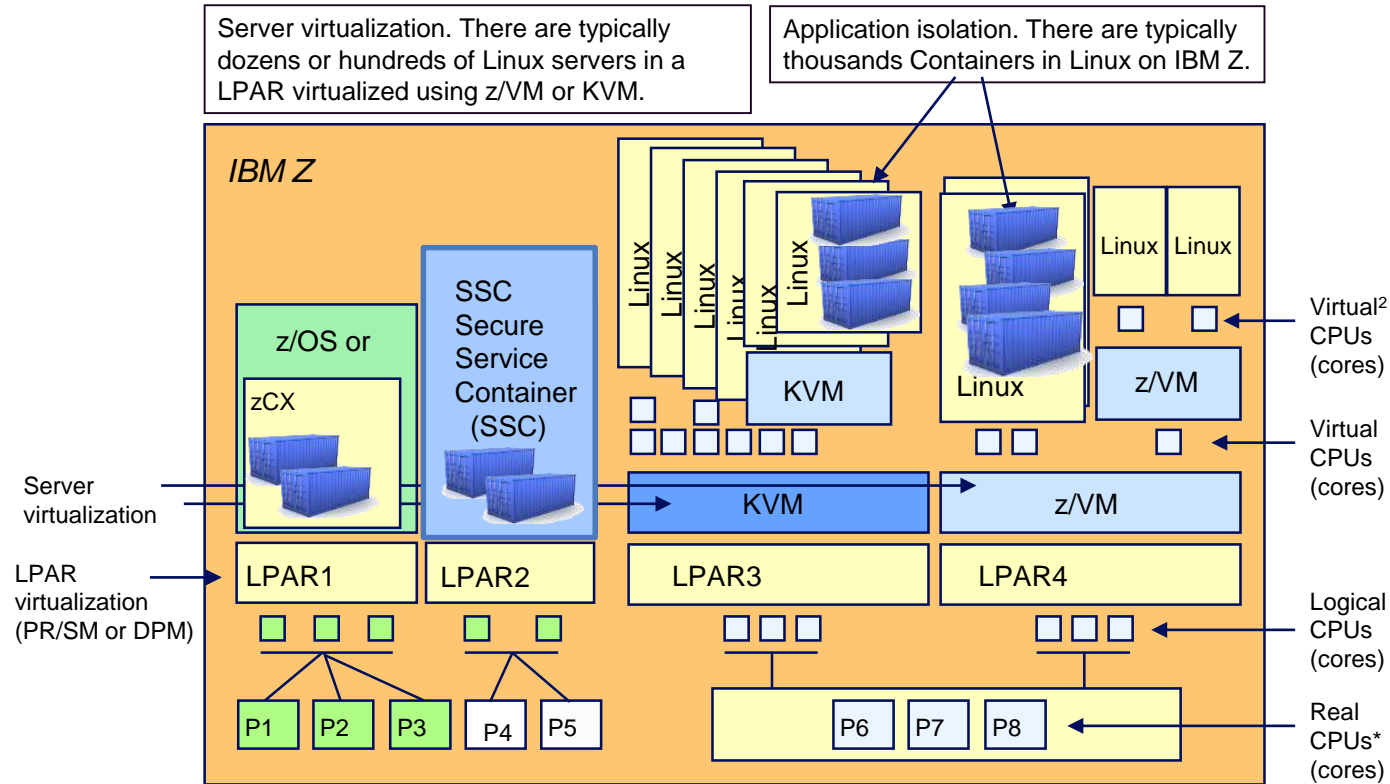 Server virtualization. There are typically
dozens or hundreds of Linux servers in a
LPAR virtualized using z/VM or KVM.
Application isolation. There are typically
thousands Containers in Linux on IBM Z.
IBM Z
z/OS or
zCX
SSC
Secure
Service
Container
(SSC)
Linux
Linux
Linux
Linux
Linux
Linux
KVM
Linux
Linux
Linux
z/VM
Virtual²
CPUs
(cores)
Virtual
CPUs
(cores)
Server
virtualization
KVM
z/VM
LPAR
virtualization
(PR/SM or DPM)
LPAR1
LPAR2
LPAR3
LPAR4
Logical
CPUs
(cores)
P1
P2
P3
P4
P5
P6
P7
P8
Real
CPUs*
(cores)